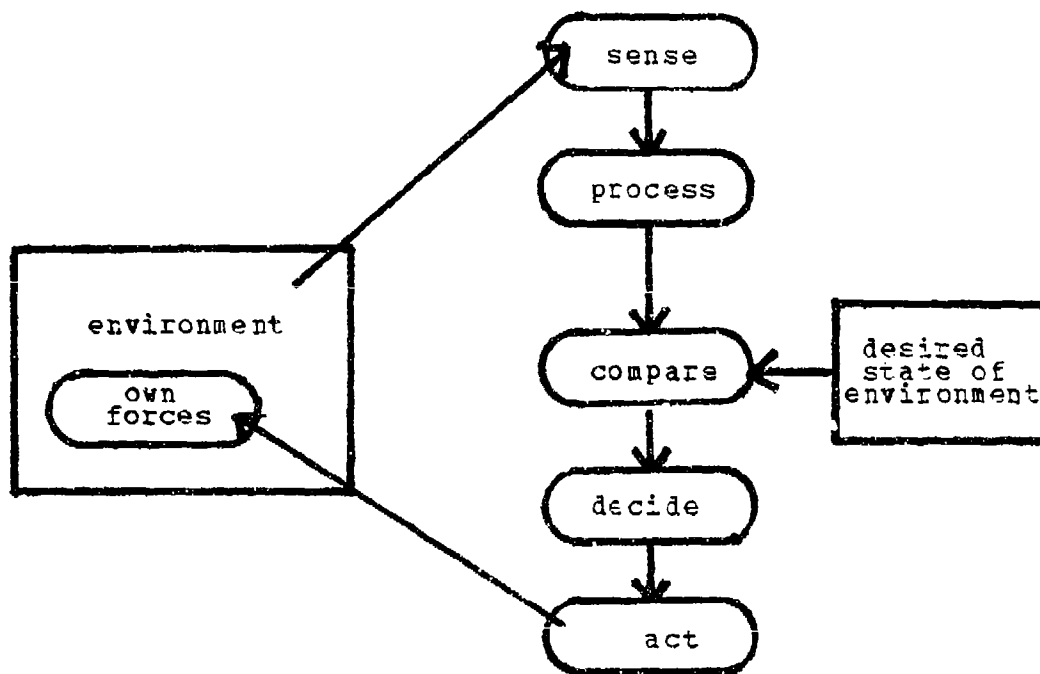 sense
process
environment
own
forces
compare
desired
state of
environment
decide
act